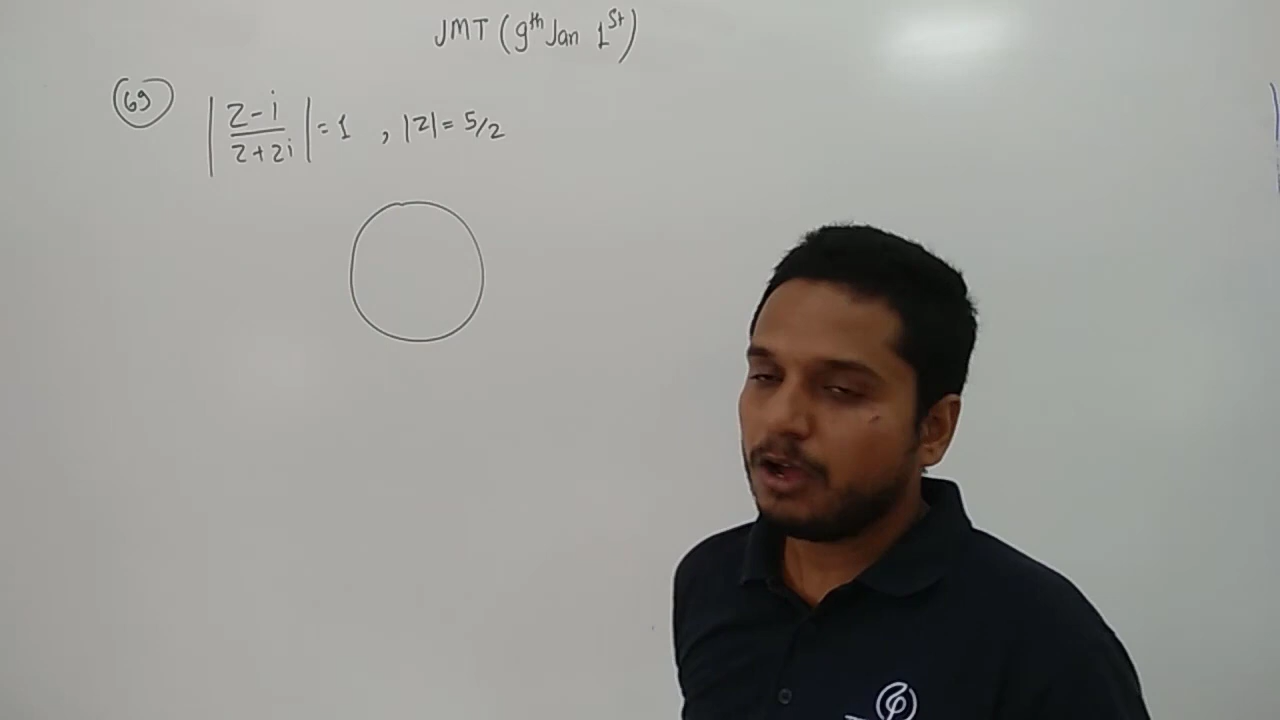 JMT (9th Jan 1st)
69
|z-i/z+2i| = 1 , |z| = 5/2